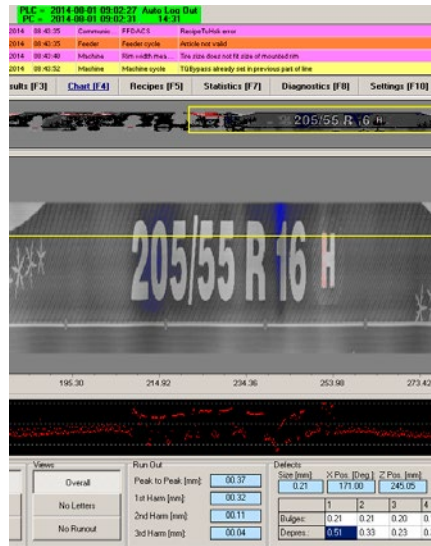 PLC = 2014-08-01 09:02:27 Auto Log Out
PC = 2014-08-01 09:02:31 14:31
2014 08:43:35 Communic... PFDACS RecipeToHsk error
2014 08:43:35 Feeder Feeder cycle Article not valid
2014 08:40:40 Machine Rim width mea... Tire size does not fit size of mounted rim
2014 08:40:32 Machine Machine cycle TGBypass already set in previous part of line
sults [F3] Chart [F4] Recipes [F5] Statistics [F7] Diagnostics [F8] Settings [F10]
205/55 R 16 H
205/55 R 16 H
195.30 214.92 234.36 253.98 273.42
Views
Overall
No Letters
No Runout
Run Out
Peak to Peak [mm]: 00.37
1st Harm [mm]: 00.32
2nd Harm [mm]: 00.11
3rd Harm [mm]: 00.04
Defects
Size [mm] X Pos. [Deg.] Z Pos. [mm]
0.21 171.00 245.05
1 2 3 4
Bulges: 0.21 0.21 0.20 0.
Depres.: 0.51 0.33 0.23 0.